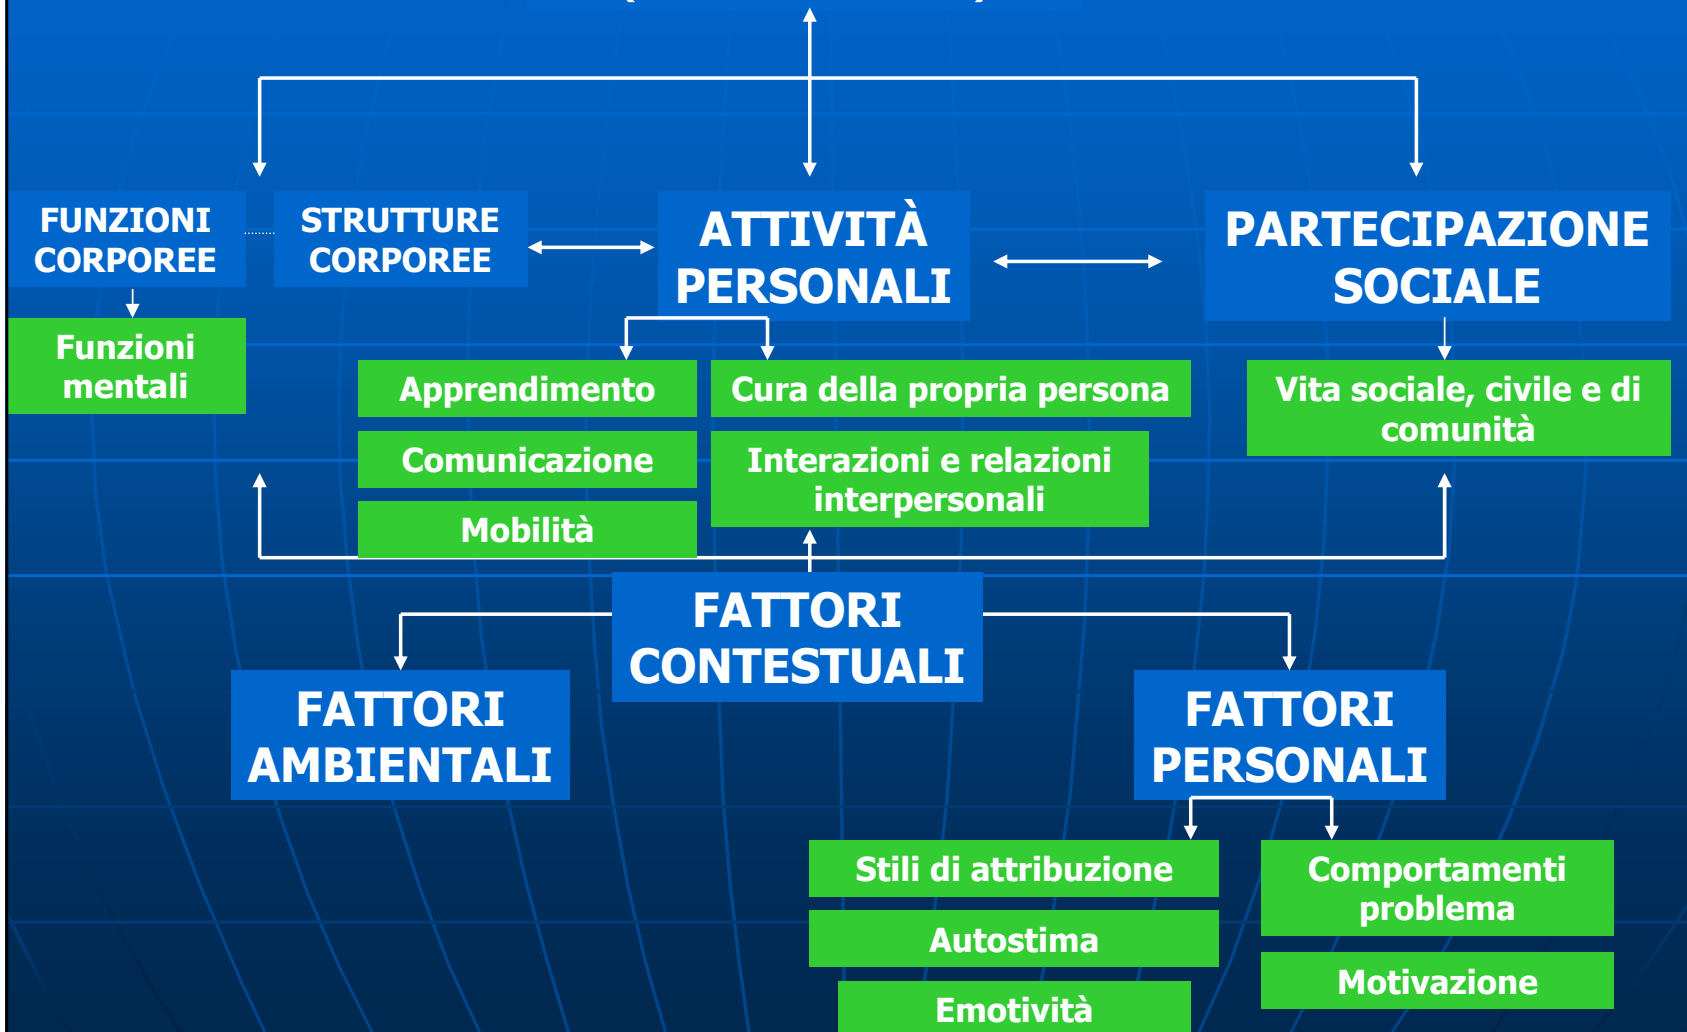 FUNZIONI
CORPOREE
STRUTTURE
CORPOREE
ATTIVITÀ
PERSONALI
PARTECIPAZIONE
SOCIALE
Funzioni
mentali
Apprendimento
Cura della propria persona
Vita sociale, civile e di
comunità
Comunicazione
Interazioni e relazioni
interpersonali
Mobilità
FATTORI
CONTESTUALI
FATTORI
AMBIENTALI
FATTORI
PERSONALI
Stili di attribuzione
Comportamenti
problema
Autostima
Motivazione
Emotività